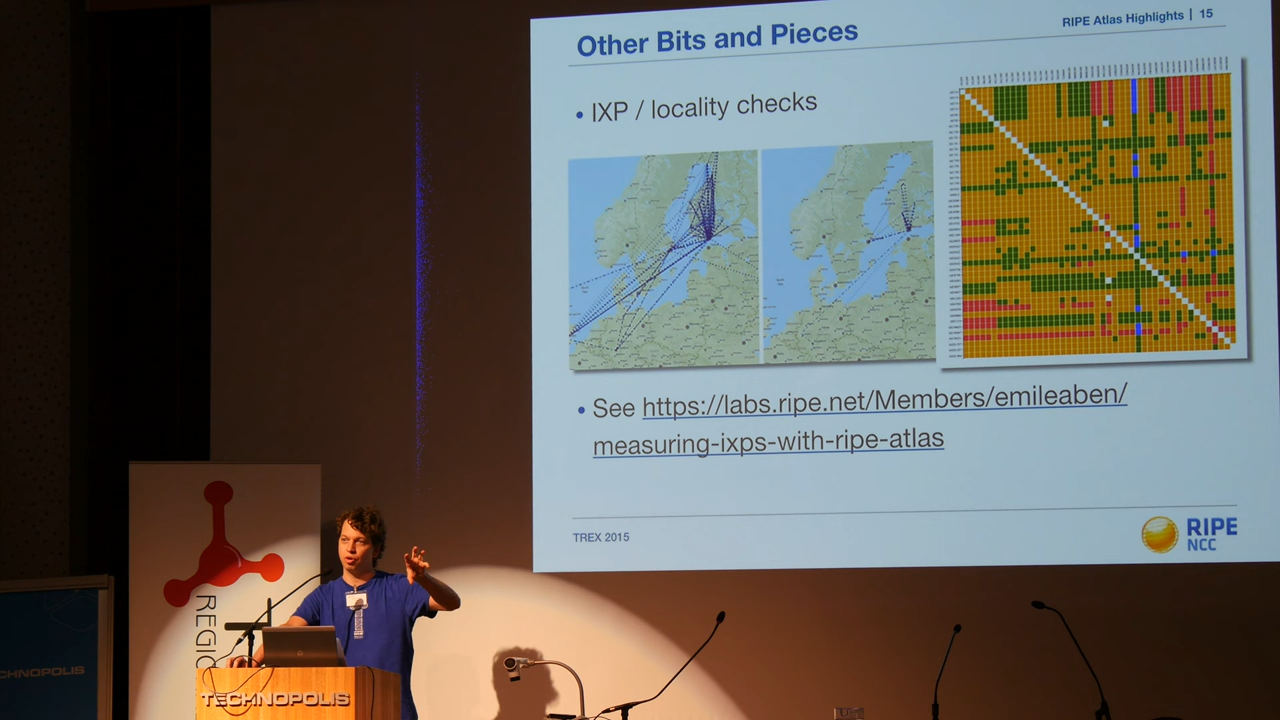 Other Bits and Pieces
RIPE Atlas Highlights | 15
• IXP / locality checks
• See https://labs.ripe.net/Members/emileaben/
measuring-ixps-with-ripe-atlas
TREX 2015
RIPE
NCC
REGIO
CHNOPOLIS
TECHNOPOLIS